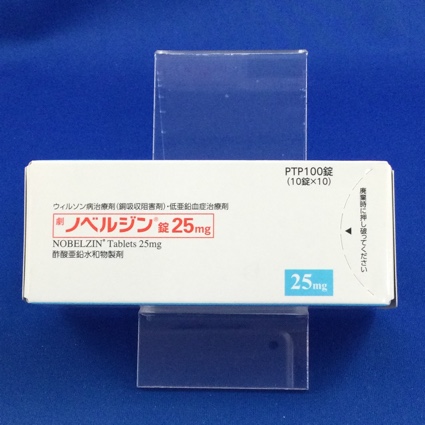 PTP100錠
(10錠×10)
ウィルソン病治療剤(銅吸収阻害剤)・低亜鉛血症治療剤
劇 ノベルジン®錠25mg
NOBELZIN® Tablets 25mg
酢酸亜鉛水和物製剤
25mg
廃棄時に押し破ってください